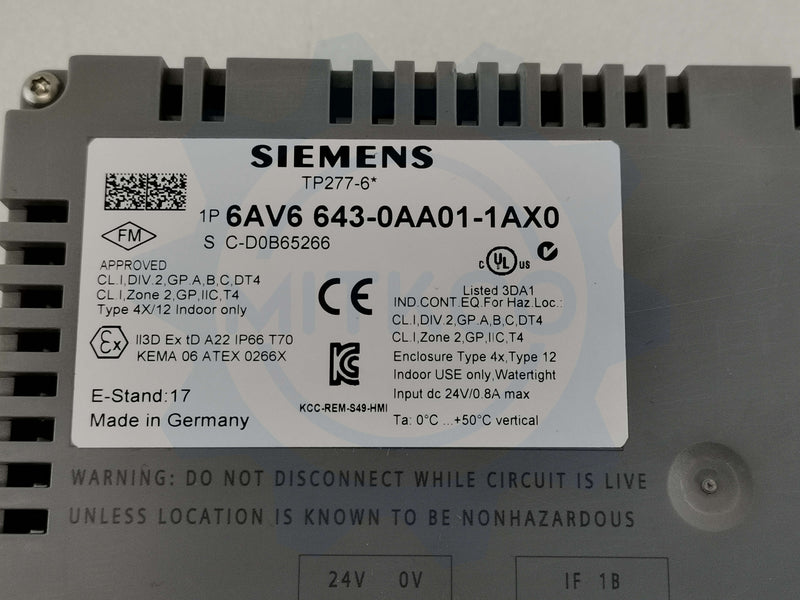 SIEMENS
TP277-6*
1P 6AV6 643-0AA01-1AX0
S C-D0B65266
FM
APPROVED
CL.I,DIV.2,GP.A,B,C,DT4
CL.I,Zone 2,GP,IIC,T4
Type 4X/12 Indoor only
Ex II3D Ex tD A22 IP66 T70
KEMA 06 ATEX 0266X
E-Stand:17
Made in Germany
CE
KCC-REM-S49-HMI
c UL us
Listed 3DA1
IND.CONT.EQ.For Haz.Loc.:
CL.I,DIV.2,GP.A,B,C,DT4
CL.I,Zone 2,GP,IIC,T4
Enclosure Type 4x,Type 12
Indoor USE only,Watertight
Input dc 24V/0.8A max
Ta: 0°C ...+50°C vertical
WARNING: DO NOT DISCONNECT WHILE CIRCUIT IS LIVE
UNLESS LOCATION IS KNOWN TO BE NONHAZARDOUS
24V 0V
IF 1B